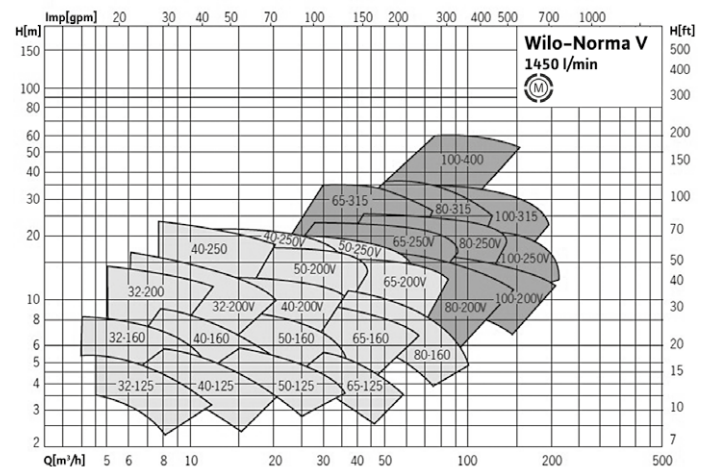 Imp[gpm] 20 30 40 50 70 100 150 200 300 400 500 700 1000
H[m] H[ft]
Wilo-Norma V
1450 l/min
M
150 500
400
100 300
80
60 200
50 150
40
30 100
20 70
50
40
10 30
8
6 20
5
4 15
3 10
2 7
100-400
65-315 80-315 100-315
40-250 40-250V 50-250V 65-250V 80-250V 100-250V
50-200V 65-200V
32-200 32-200V 40-200V 80-200V 100-200V
32-160 40-160 50-160 65-160 80-160
32-125 40-125 50-125 65-125
Q[m³/h] 5 6 8 10 20 30 40 50 100 200 500